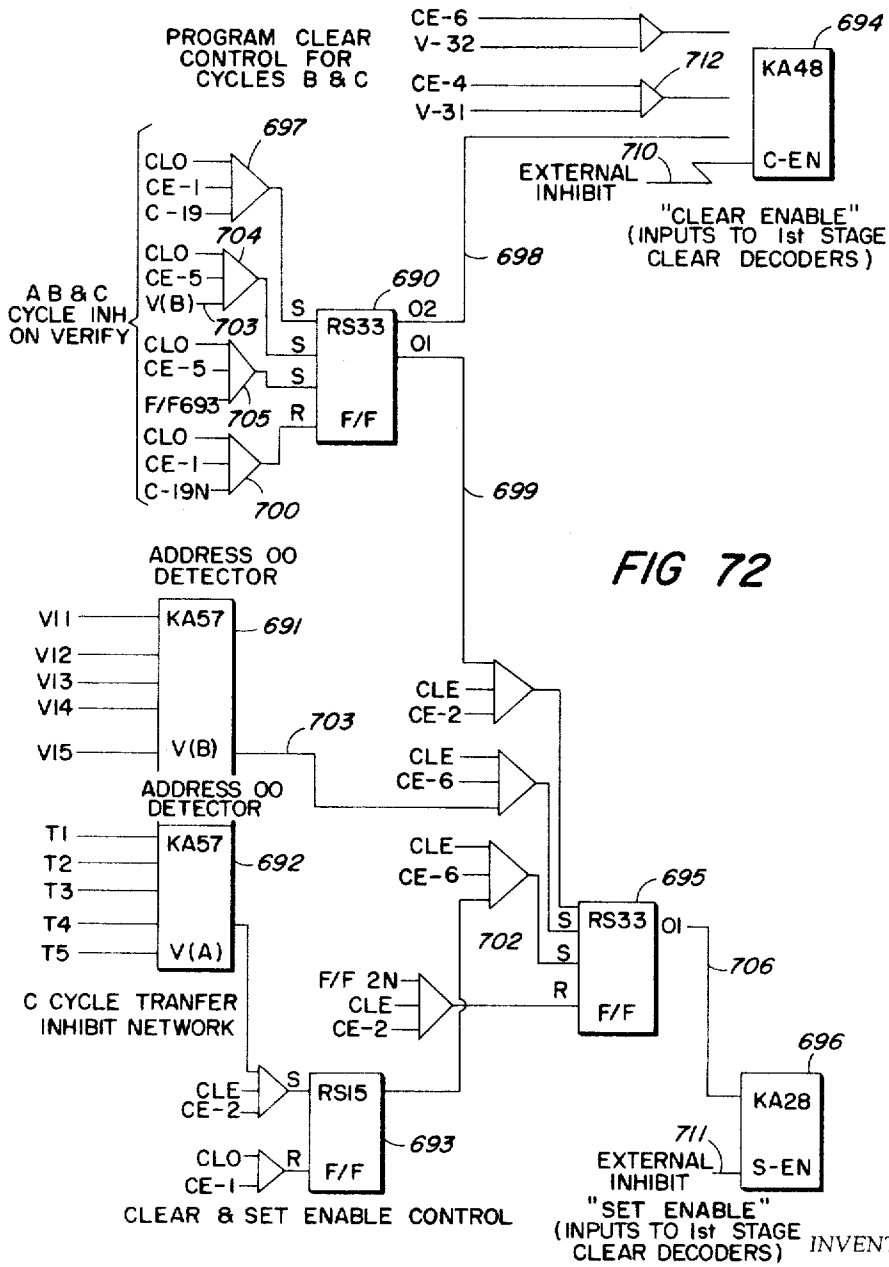 PROGRAM CLEAR
CONTROL FOR
CYCLES B & C
CE-6
V-32
CE-4
V-31
712
694
KA48
C-EN
710
EXTERNAL
INHIBIT
"CLEAR ENABLE"
(INPUTS TO 1st STAGE
CLEAR DECODERS)
697
CLO
CE-1
C-19
704
CLO
CE-5
V(B)
703
A B & C
CYCLE INH
ON VERIFY
CLO
CE-5
F/F693
705
CLO
CE-1
C-19N
700
690
S
S
S
R
RS33
F/F
02
01
698
699
FIG 72
ADDRESS 00
DETECTOR
V11
V12
V13
V14
V15
KA57
V(B)
691
703
CLE
CE-2
CLE
CE-6
ADDRESS 00
DETECTOR
T1
T2
T3
T4
T5
KA57
V(A)
692
CLE
CE-6
702
695
S
S
R
RS33
F/F
01
706
F/F 2N
CLE
CE-2
C CYCLE TRANFER
INHIBIT NETWORK
CLE
CE-2
S
CLO
CE-1
R
RS15
F/F
693
CLEAR & SET ENABLE CONTROL
696
KA28
S-EN
711
EXTERNAL
INHIBIT
"SET ENABLE"
(INPUTS TO 1st STAGE
CLEAR DECODERS)
INVENT